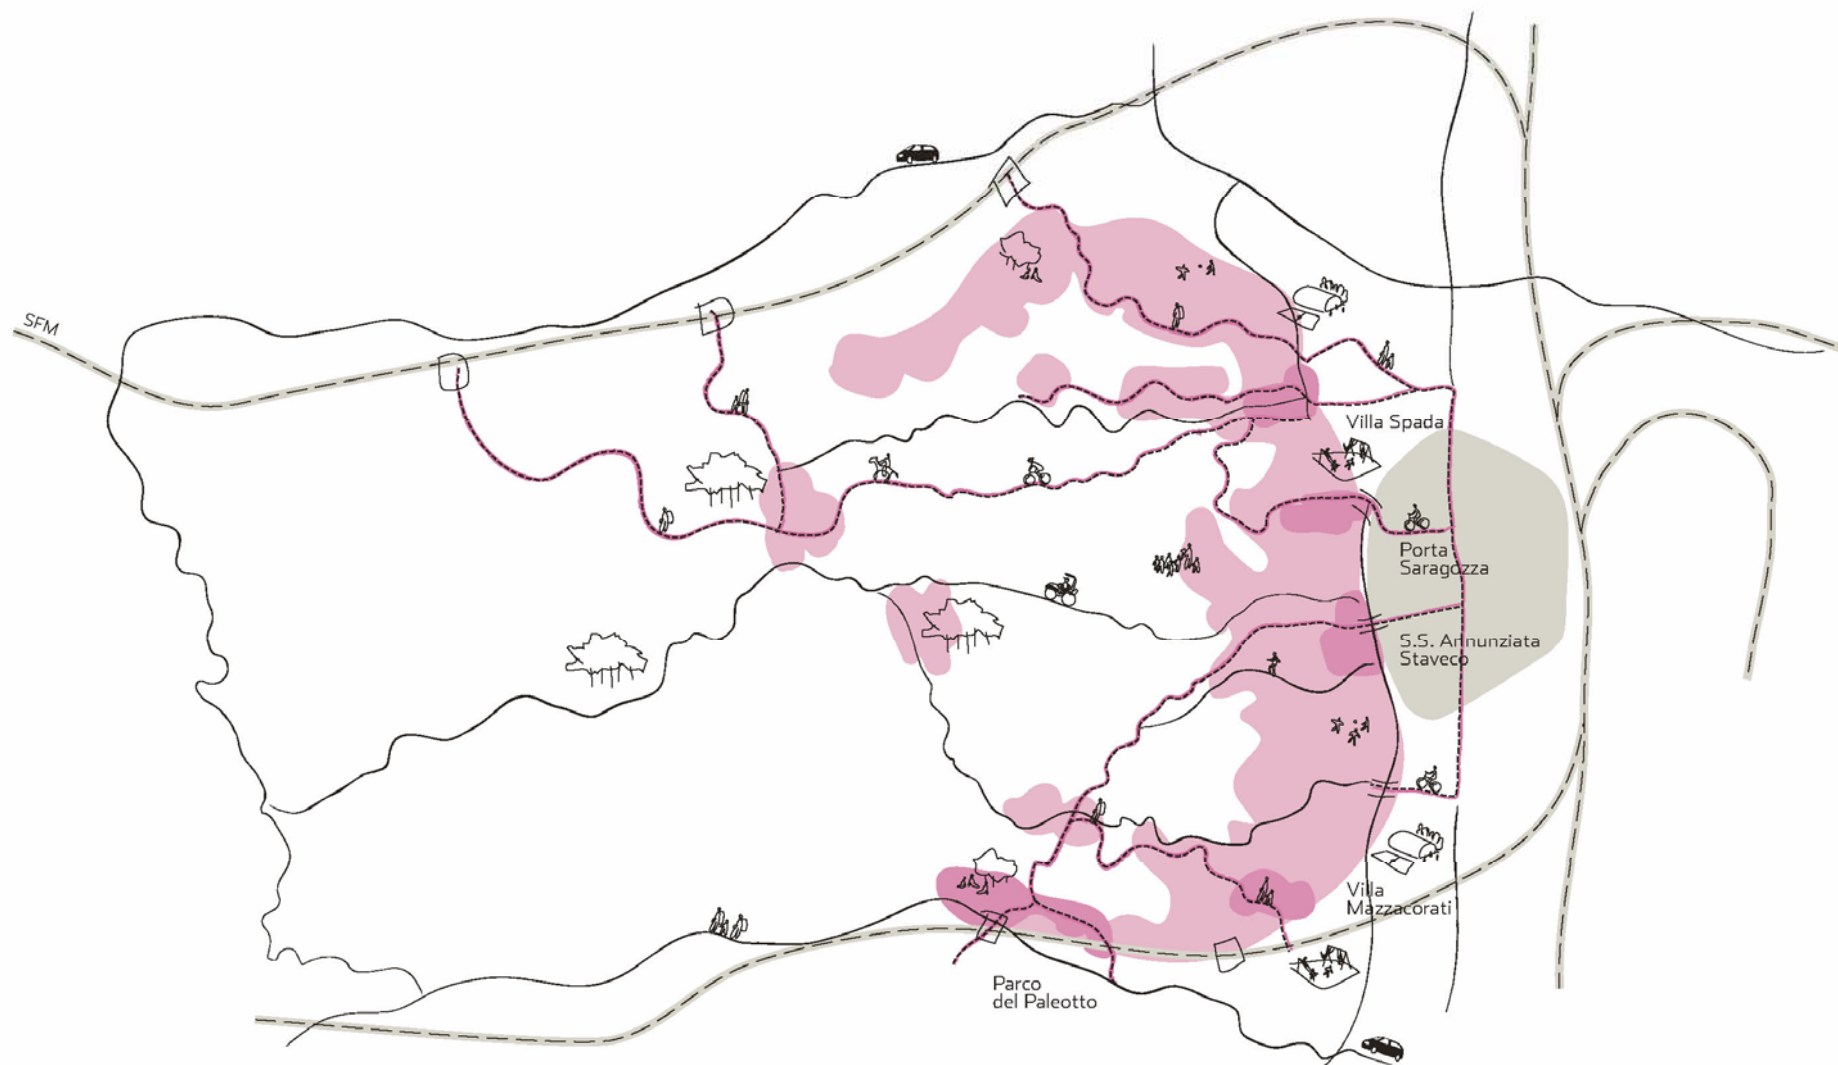 SFM
Villa Spada
Porta
Saragozza
S.S. Annunziata
Staveco
Villa
Mazzacorati
Parco
del Paleotto